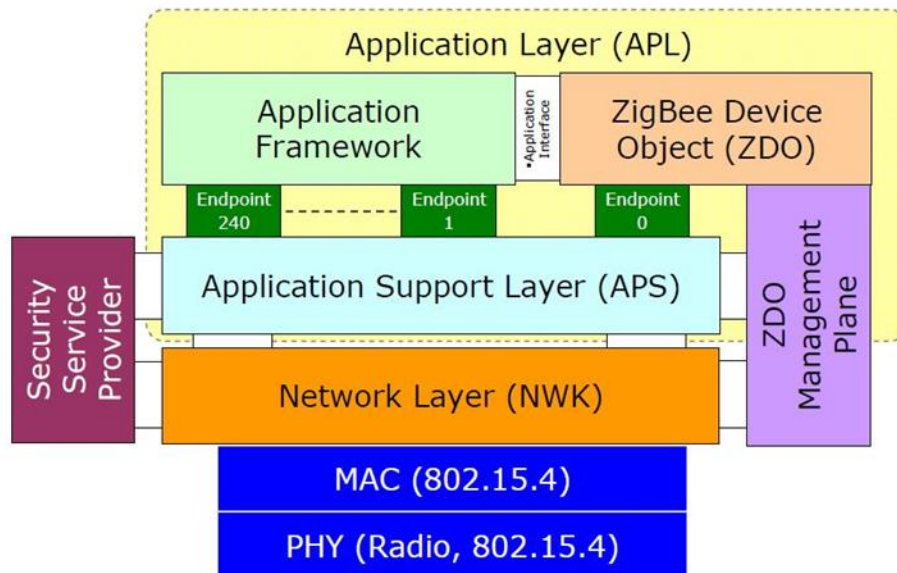 Application Layer (APL)
Application
Framework
•Application
Interface
ZigBee Device
Object (ZDO)
Endpoint
240
Endpoint
1
Endpoint
0
Security
Service
Provider
Application Support Layer (APS)
ZDO
Management
Plane
Network Layer (NWK)
MAC (802.15.4)
PHY (Radio, 802.15.4)